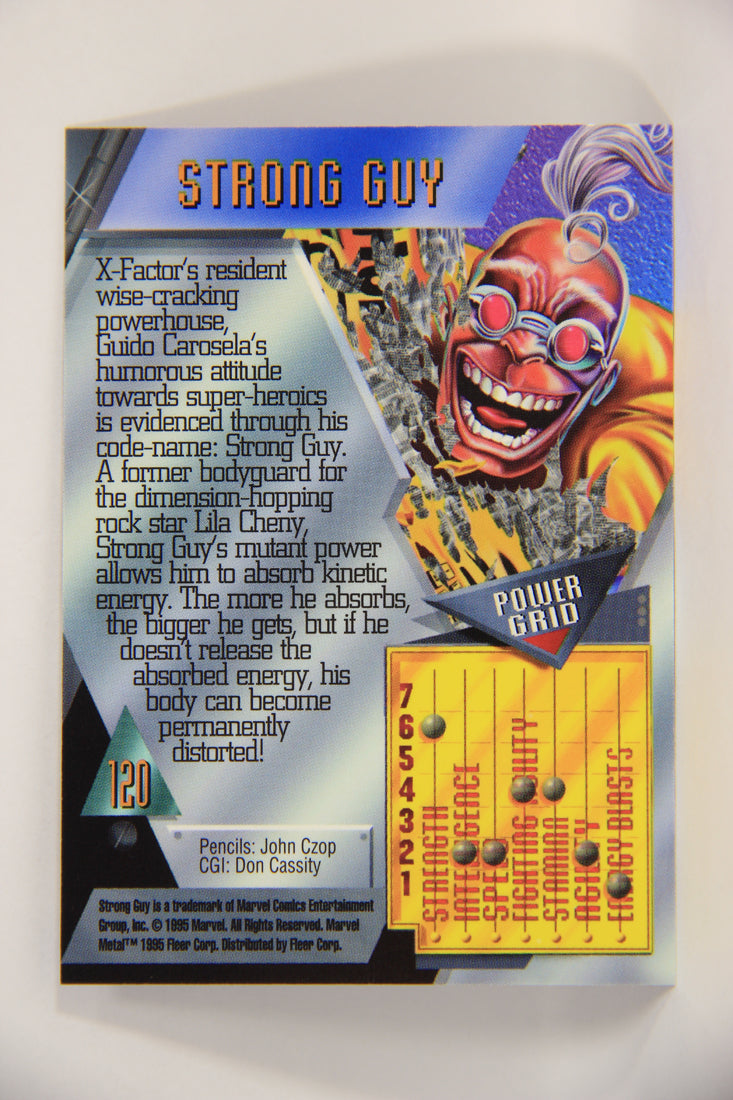 STRONG GUY
X-Factor's resident
wise-cracking
powerhouse,
Guido Carosela's
humorous attitude
towards super-heroics
is evidenced through his
code-name: Strong Guy.
A former bodyguard for
the dimension-hopping
rock star Lila Cheny,
Strong Guy's mutant power
allows him to absorb kinetic
energy. The more he absorbs,
the bigger he gets, but if he
doesn't release the
absorbed energy, his
body can become
permanently
distorted!
120
Pencils: John Czop
CGI: Don Cassity
Strong Guy is a trademark of Marvel Comics Entertainment
Group, Inc. © 1995 Marvel. All Rights Reserved. Marvel
Metal™ 1995 Fleer Corp. Distributed by Fleer Corp.
POWER
GRID
7
6
5
4
3
2
1
STRENGTH
INTELLIGENCE
SPEED
FIGHTING ABILITY
STAMINA
AGILITY
ENERGY BLASTS